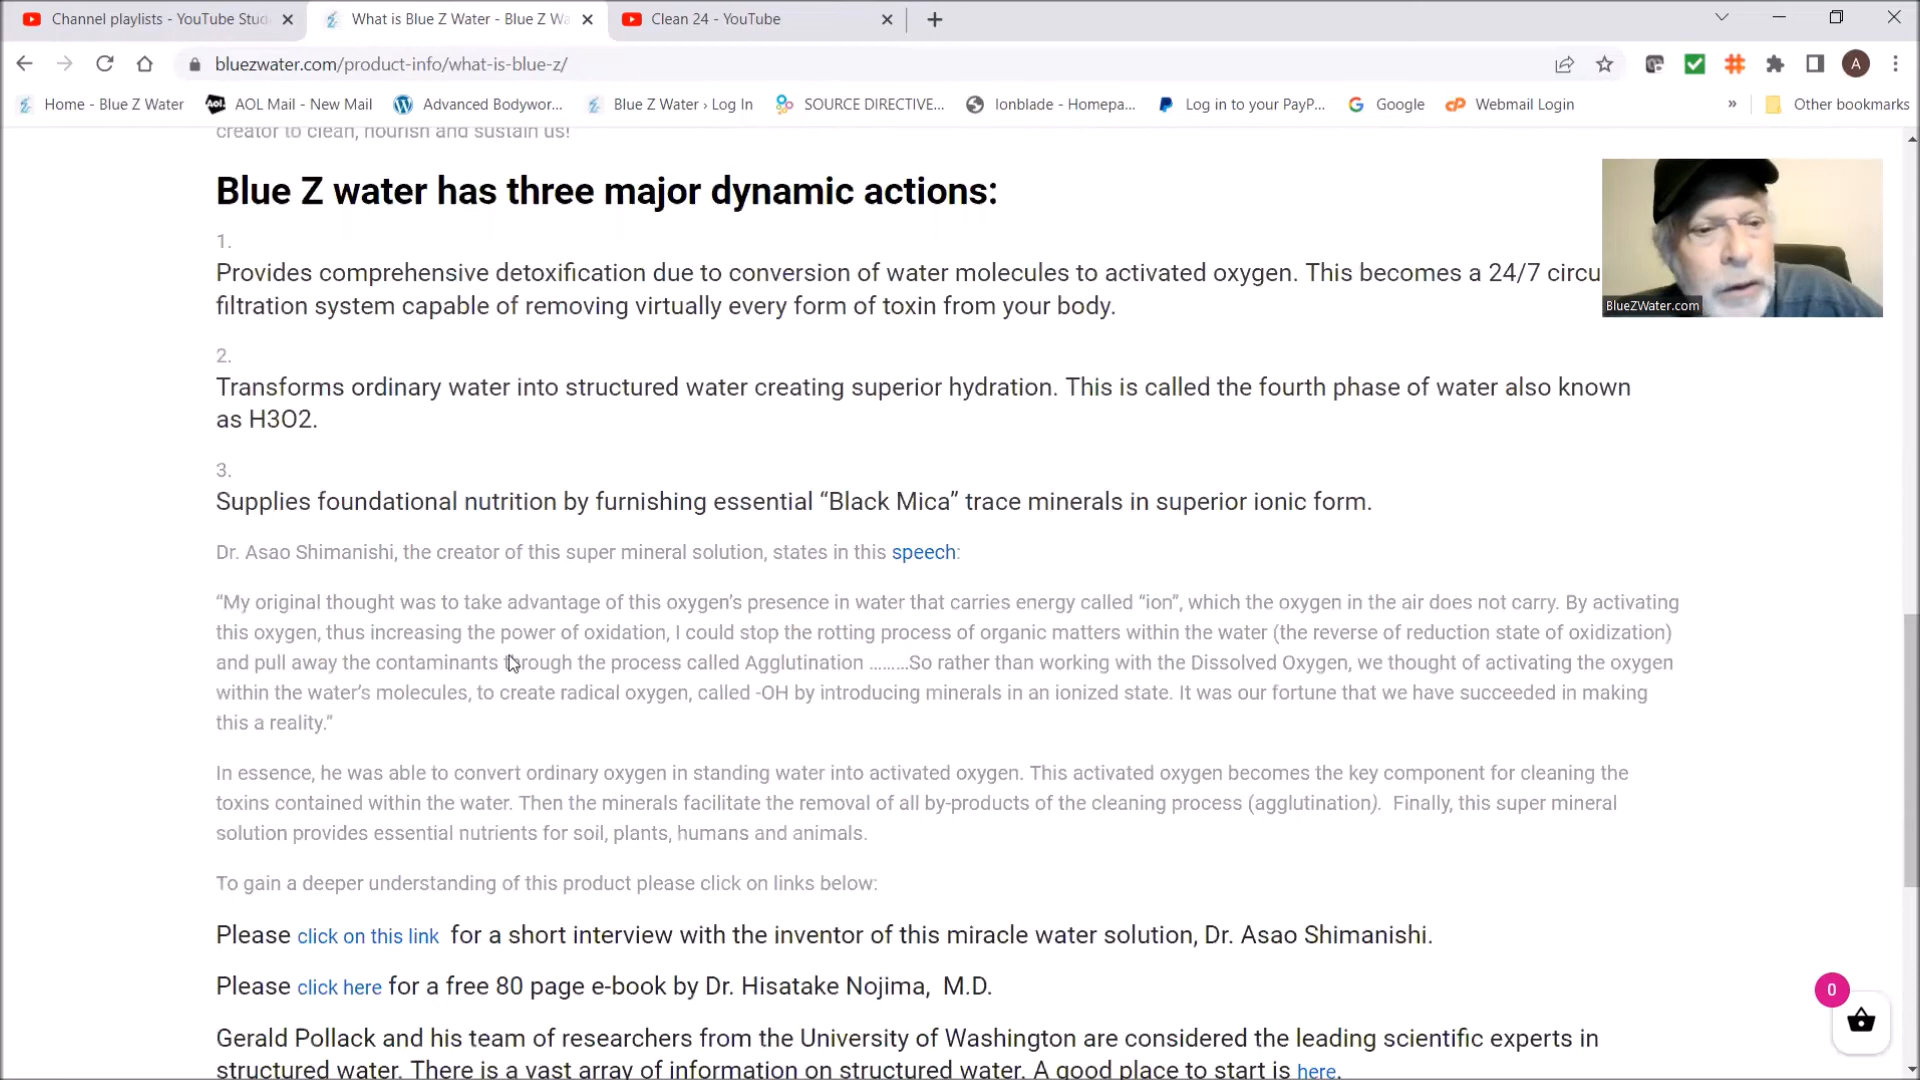 Channel playlists - YouTube Stud
What is Blue Z Water - Blue Z Wa
Clean 24 - YouTube
bluezwater.com/product-info/what-is-blue-z/
A
Home - Blue Z Water
AOL Mail - New Mail
Advanced Bodywor...
Blue Z Water › Log In
SOURCE DIRECTIVE...
Ionblade - Homepa...
Log in to your PayP...
Google
Webmail Login
»
Other bookmarks
creator to clean, nourish and sustain us!
Blue Z water has three major dynamic actions:
1.
Provides comprehensive detoxification due to conversion of water molecules to activated oxygen. This becomes a 24/7 circu
filtration system capable of removing virtually every form of toxin from your body.
BlueZWater.com
2.
Transforms ordinary water into structured water creating superior hydration. This is called the fourth phase of water also known
as H3O2.
3.
Supplies foundational nutrition by furnishing essential “Black Mica” trace minerals in superior ionic form.
Dr. Asao Shimanishi, the creator of this super mineral solution, states in this speech:
“My original thought was to take advantage of this oxygen’s presence in water that carries energy called “ion”, which the oxygen in the air does not carry. By activating
this oxygen, thus increasing the power of oxidation, I could stop the rotting process of organic matters within the water (the reverse of reduction state of oxidization)
and pull away the contaminants through the process called Agglutination ………So rather than working with the Dissolved Oxygen, we thought of activating the oxygen
within the water’s molecules, to create radical oxygen, called -OH by introducing minerals in an ionized state. It was our fortune that we have succeeded in making
this a reality.”
In essence, he was able to convert ordinary oxygen in standing water into activated oxygen. This activated oxygen becomes the key component for cleaning the
toxins contained within the water. Then the minerals facilitate the removal of all by-products of the cleaning process (agglutination). Finally, this super mineral
solution provides essential nutrients for soil, plants, humans and animals.
To gain a deeper understanding of this product please click on links below:
Please click on this link for a short interview with the inventor of this miracle water solution, Dr. Asao Shimanishi.
Please click here for a free 80 page e-book by Dr. Hisatake Nojima, M.D.
0
Gerald Pollack and his team of researchers from the University of Washington are considered the leading scientific experts in
structured water. There is a vast array of information on structured water. A good place to start is here.